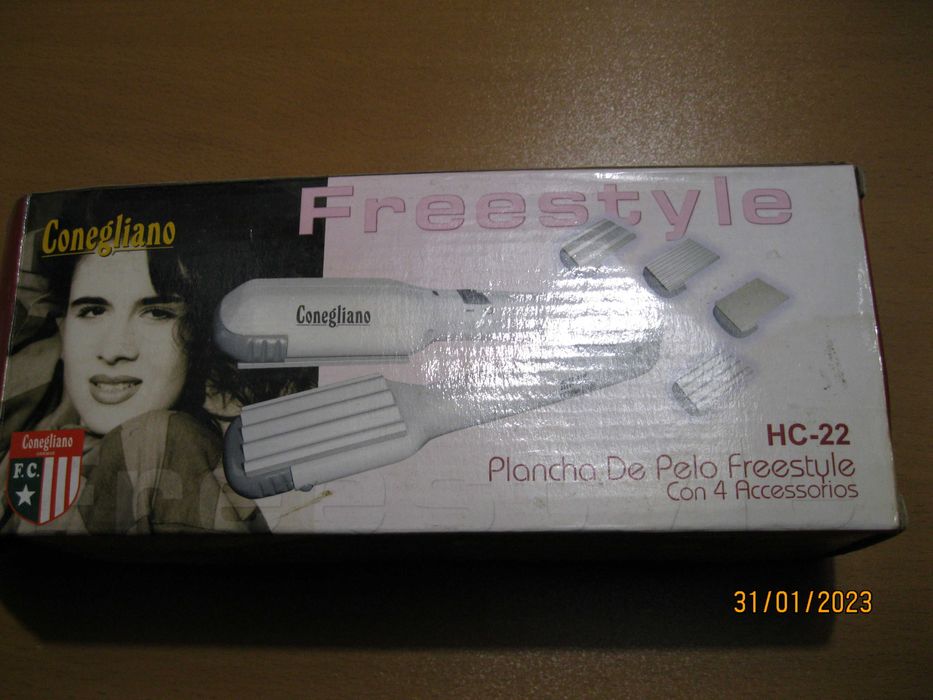 Freestyle
Conegliano
Conegliano
HC-22
Plancha De Pelo Freestyle
Con 4 Accessorios
Conegliano
F.C.
31/01/2023